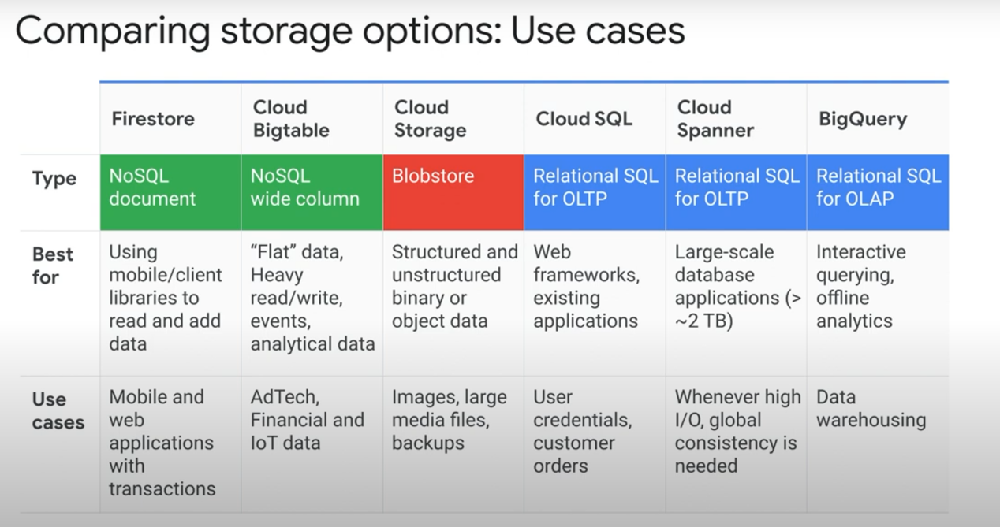 Comparing storage options: Use cases
Firestore
Cloud
Bigtable
Cloud
Storage
Cloud SQL
Cloud
Spanner
BigQuery
Type
NoSQL
document
NoSQL
wide column
Blobstore
Relational SQL
for OLTP
Relational SQL
for OLTP
Relational SQL
for OLAP
Best
for
Using
mobile/client
libraries to
read and add
data
“Flat” data,
Heavy
read/write,
events,
analytical data
Structured and
unstructured
binary or
object data
Web
frameworks,
existing
applications
Large-scale
database
applications (>
~2 TB)
Interactive
querying,
offline
analytics
Use
cases
Mobile and
web
applications
with
transactions
AdTech,
Financial and
IoT data
Images, large
media files,
backups
User
credentials,
customer
orders
Whenever high
I/O, global
consistency is
needed
Data
warehousing